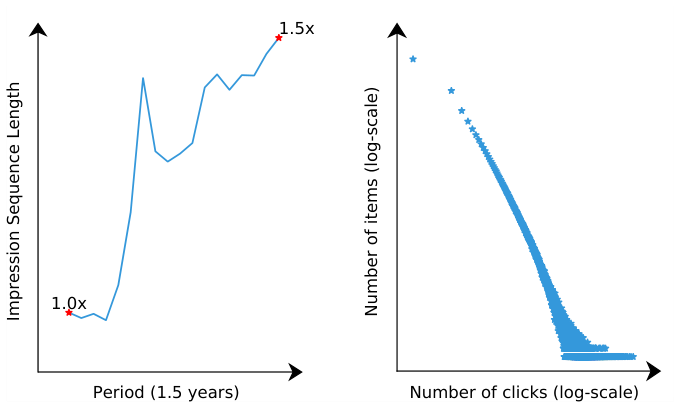 1.5x
1.0x
Impression Sequence Length
Period (1.5 years)
Number of items (log-scale)
Number of clicks (log-scale)